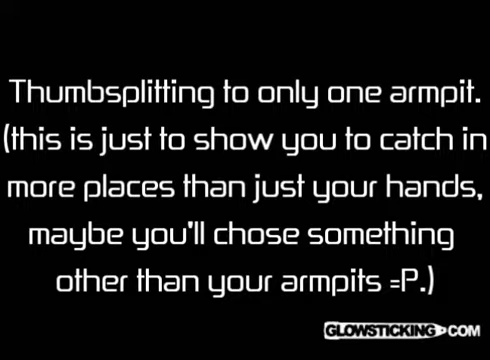 Thumbsplitting to only one armpit.
(this is just to show you to catch in
more places than just your hands,
maybe you'll chose something
other than your armpits =P.)
GLOWSTICKING.COM